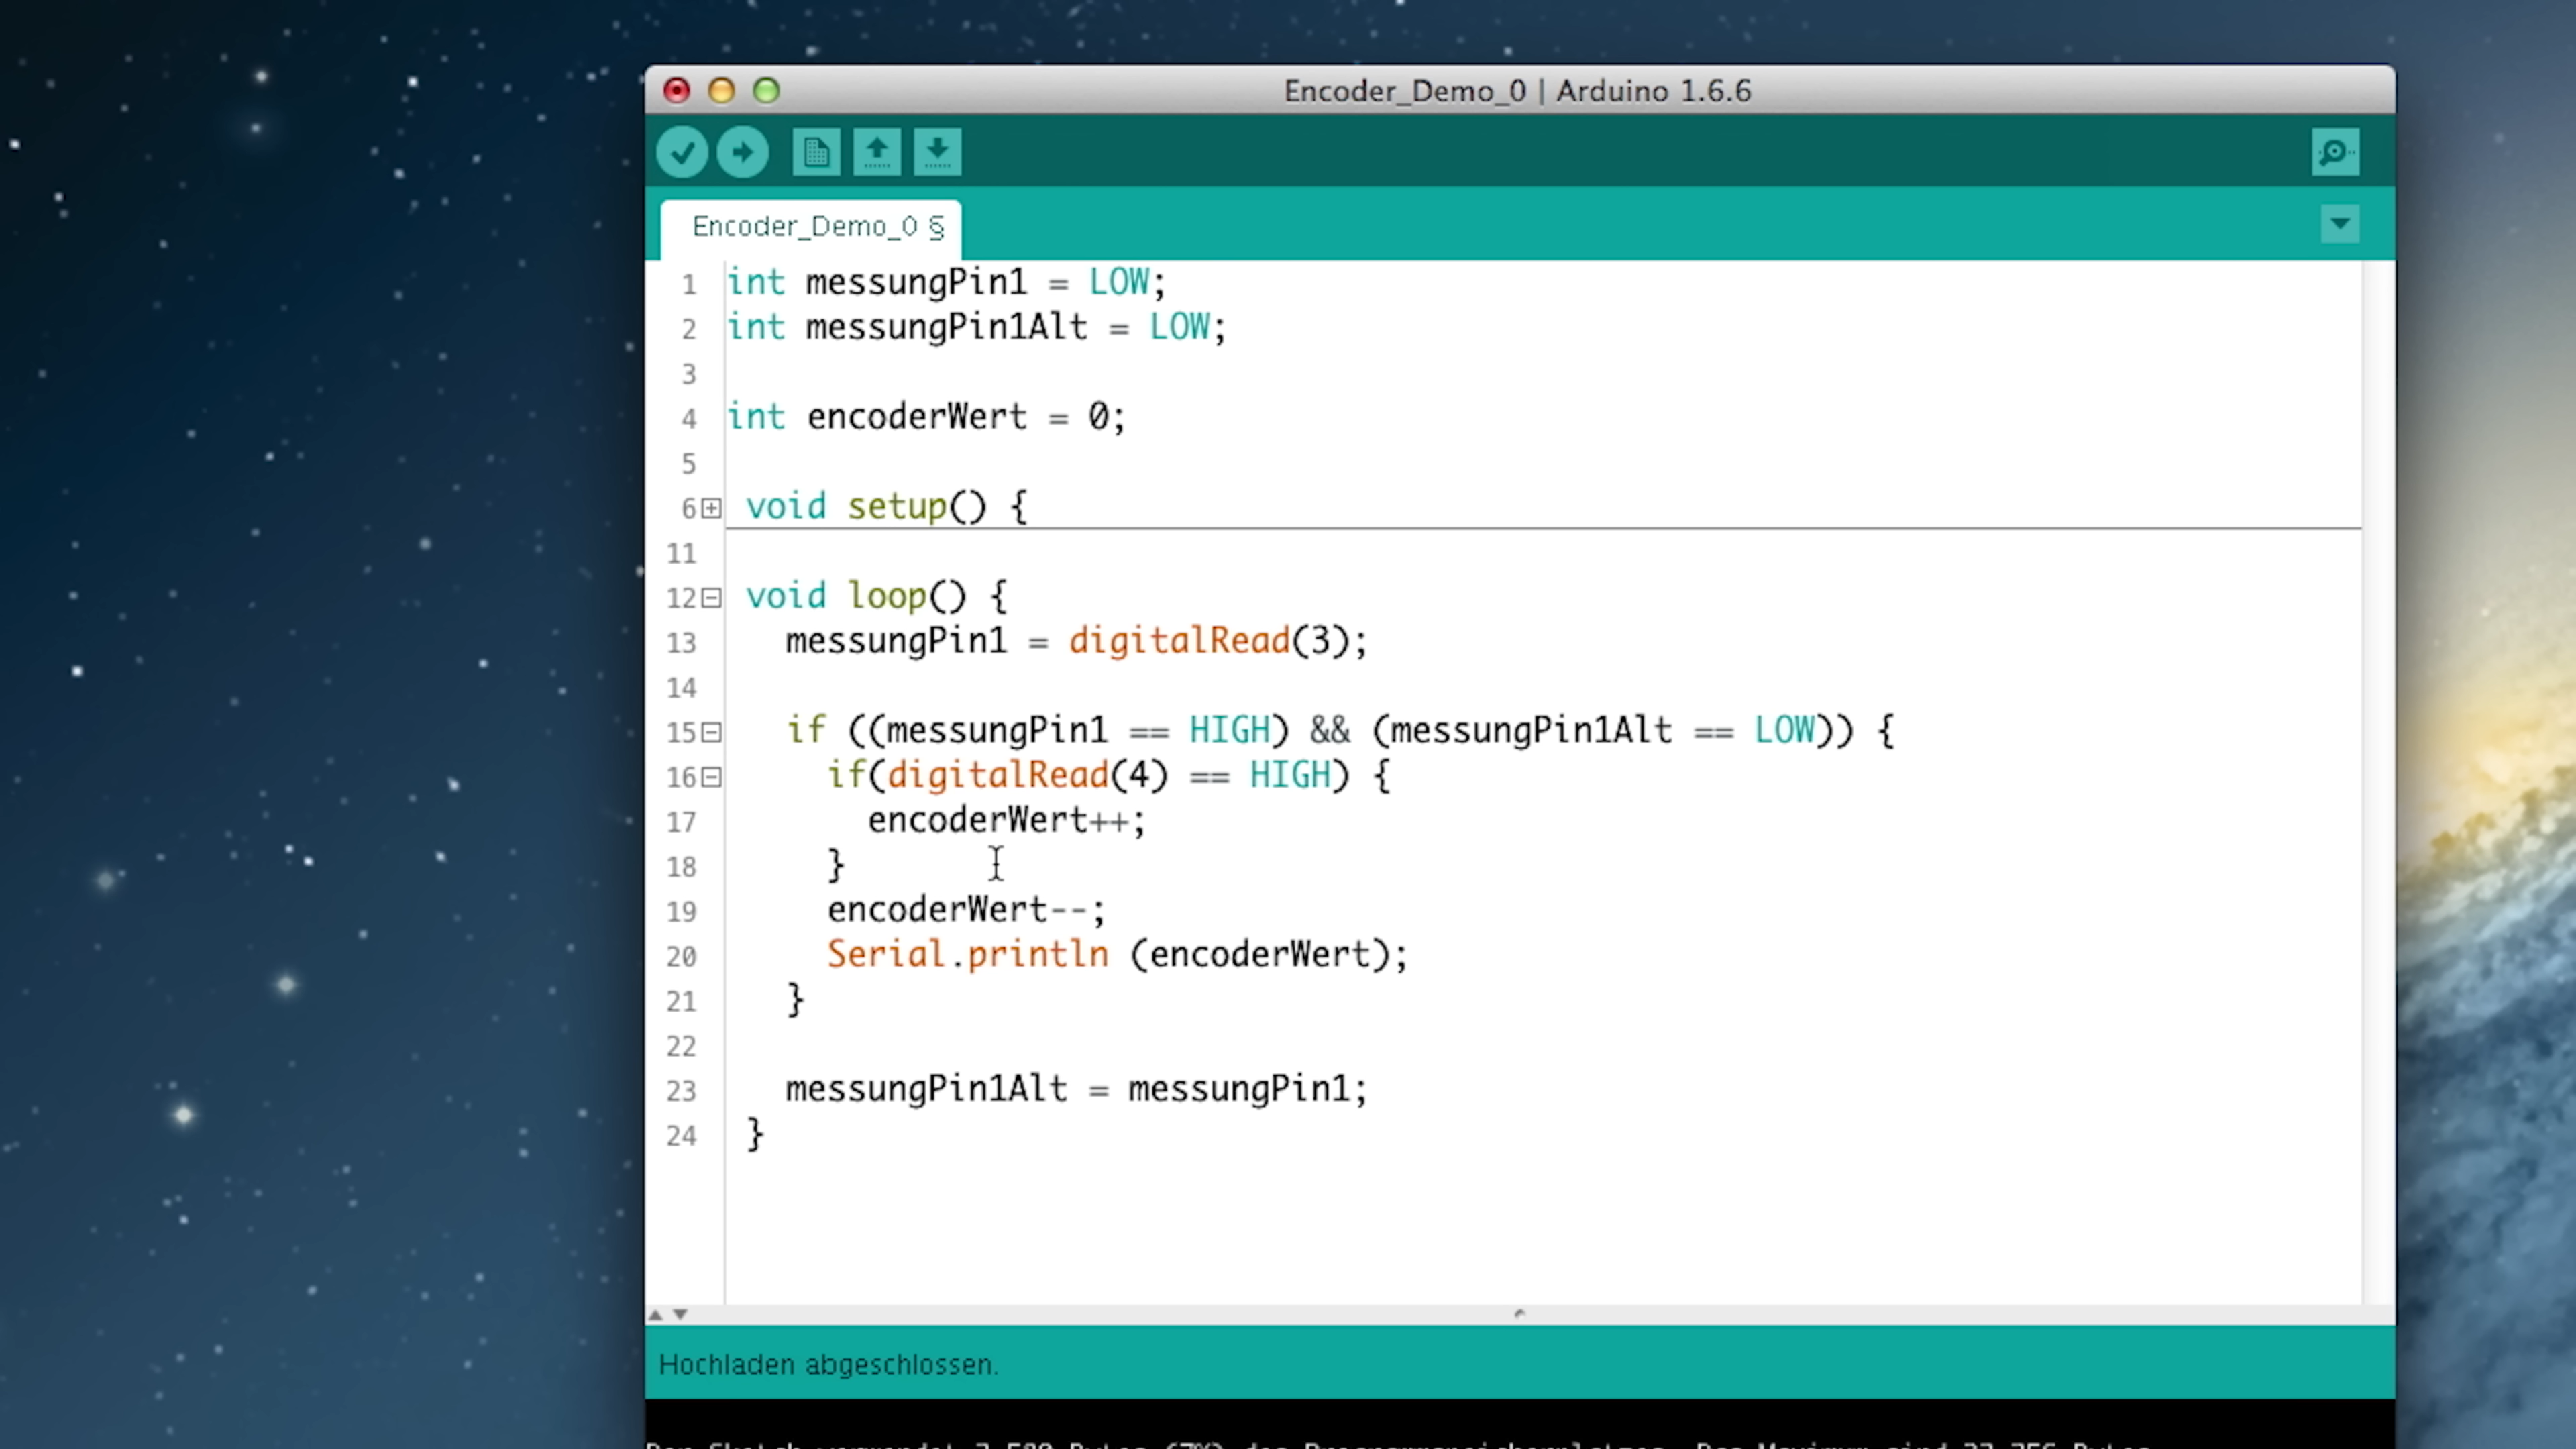 Encoder_Demo_0 | Arduino 1.6.6
Encoder_Demo_0 §
1 int messungPin1 = LOW;
2 int messungPin1Alt = LOW;
3
4 int encoderWert = 0;
5
6 void setup() {
11
12 void loop() {
13 messungPin1 = digitalRead(3);
14
15 if ((messungPin1 == HIGH) && (messungPin1Alt == LOW)) {
16 if(digitalRead(4) == HIGH) {
17 encoderWert++;
18 }
19 encoderWert--;
20 Serial.println (encoderWert);
21 }
22
23 messungPin1Alt = messungPin1;
24 }
Hochladen abgeschlossen.